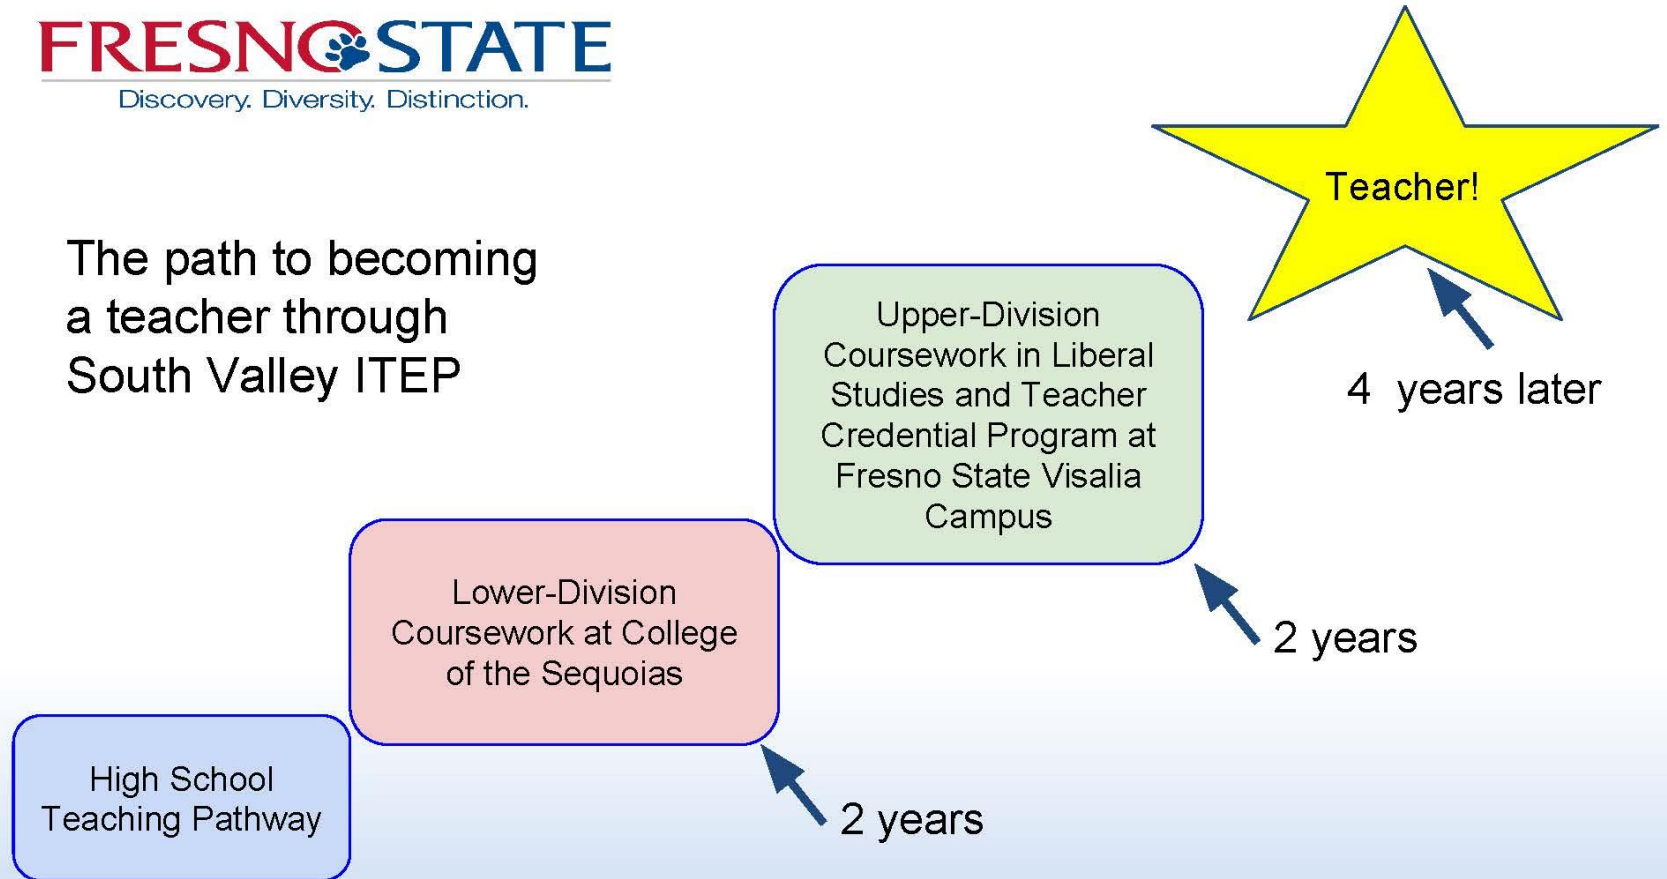 FRESNO STATE
Discovery. Diversity. Distinction.
The path to becoming
a teacher through
South Valley ITEP
High School
Teaching Pathway
Lower-Division
Coursework at College
of the Sequoias
2 years
Upper-Division
Coursework in Liberal
Studies and Teacher
Credential Program at
Fresno State Visalia
Campus
2 years
Teacher!
4 years later